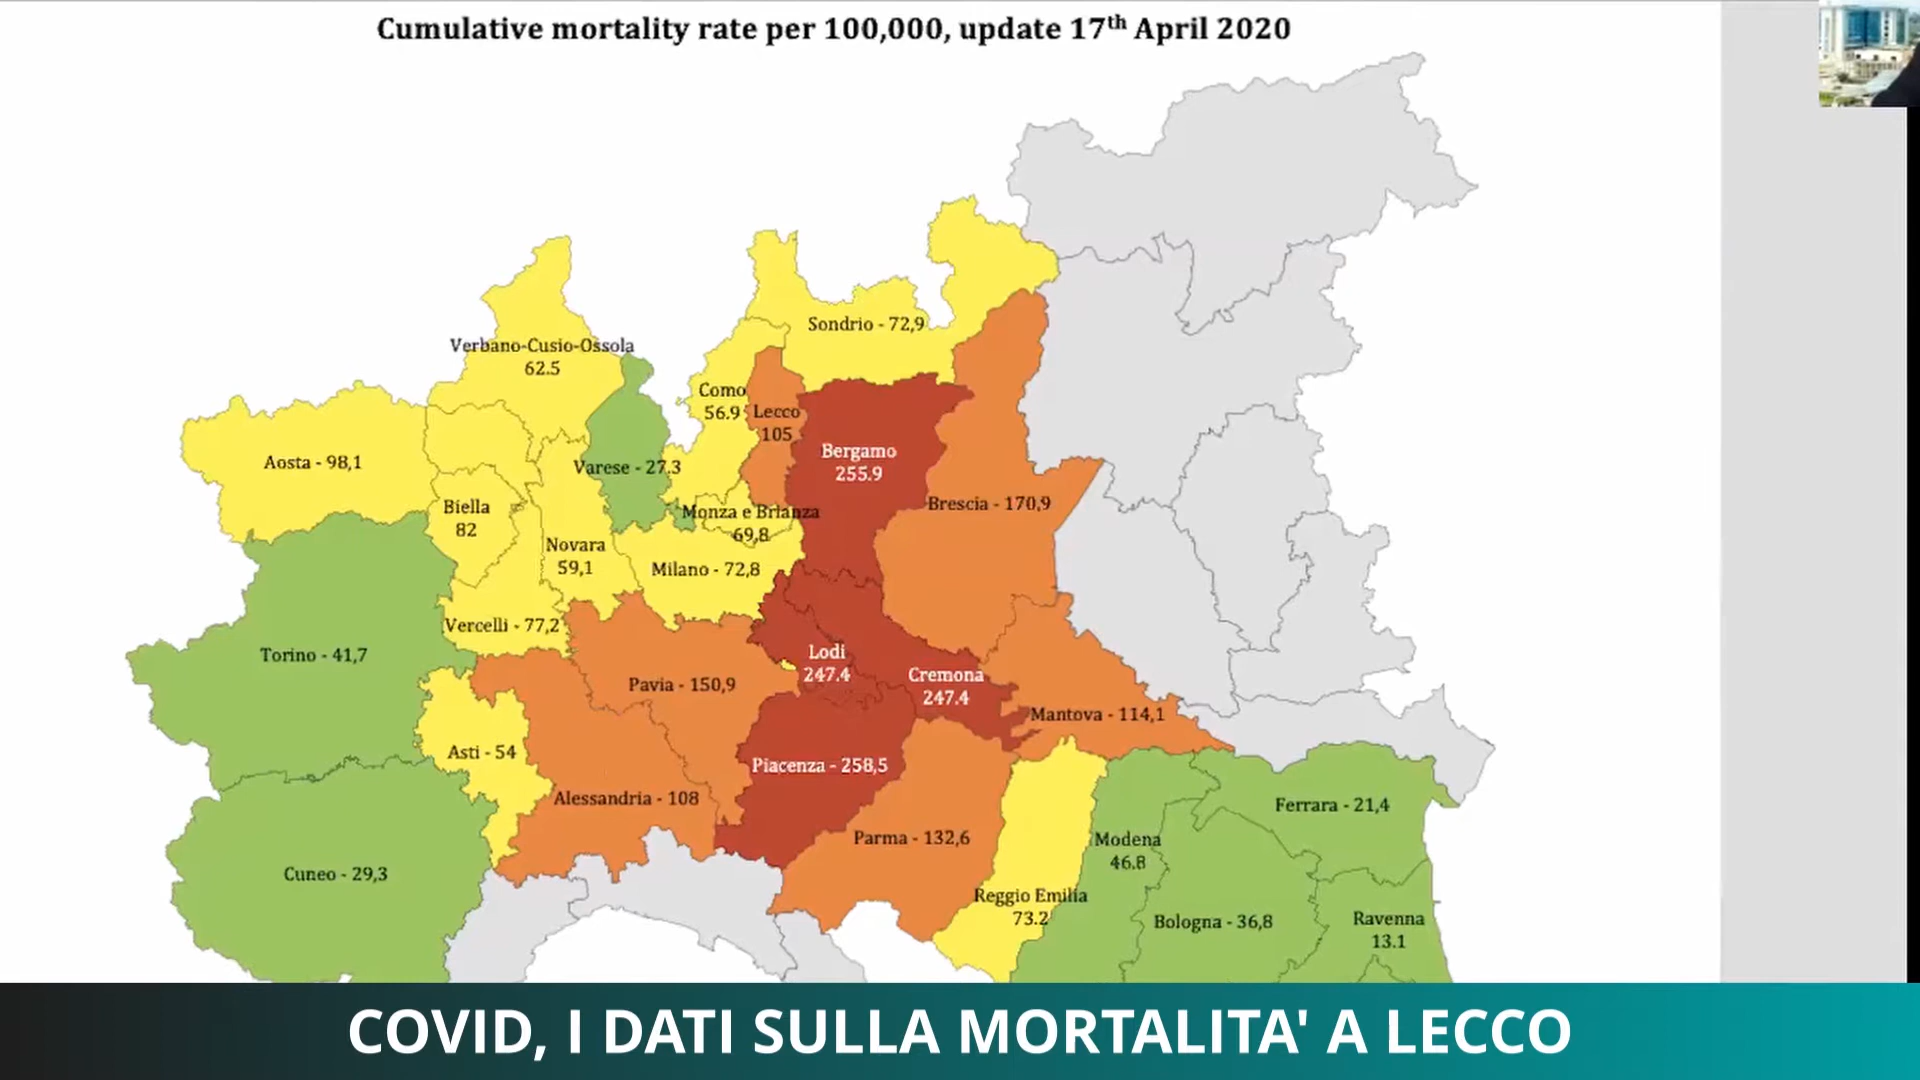 Cumulative mortality rate per 100,000, update 17th April 2020
Sondrio - 72,9
Verbano-Cusio-Ossola
62.5
Como
56.9
Lecco
105
Aosta - 98,1
Varese - 27.3
Bergamo
255.9
Brescia - 170,9
Biella
82
Monza e Brianza
69,8
Novara
59,1
Milano - 72,8
Vercelli - 77,2
Torino - 41,7
Lodi
247.4
Cremona
247.4
Pavia - 150,9
Mantova - 114,1
Asti - 54
Piacenza - 258,5
Alessandria - 108
Ferrara - 21,4
Parma - 132,6
Modena
46.8
Cuneo - 29,3
Reggio Emilia
73.2
Bologna - 36,8
Ravenna
13.1
COVID, I DATI SULLA MORTALITA' A LECCO